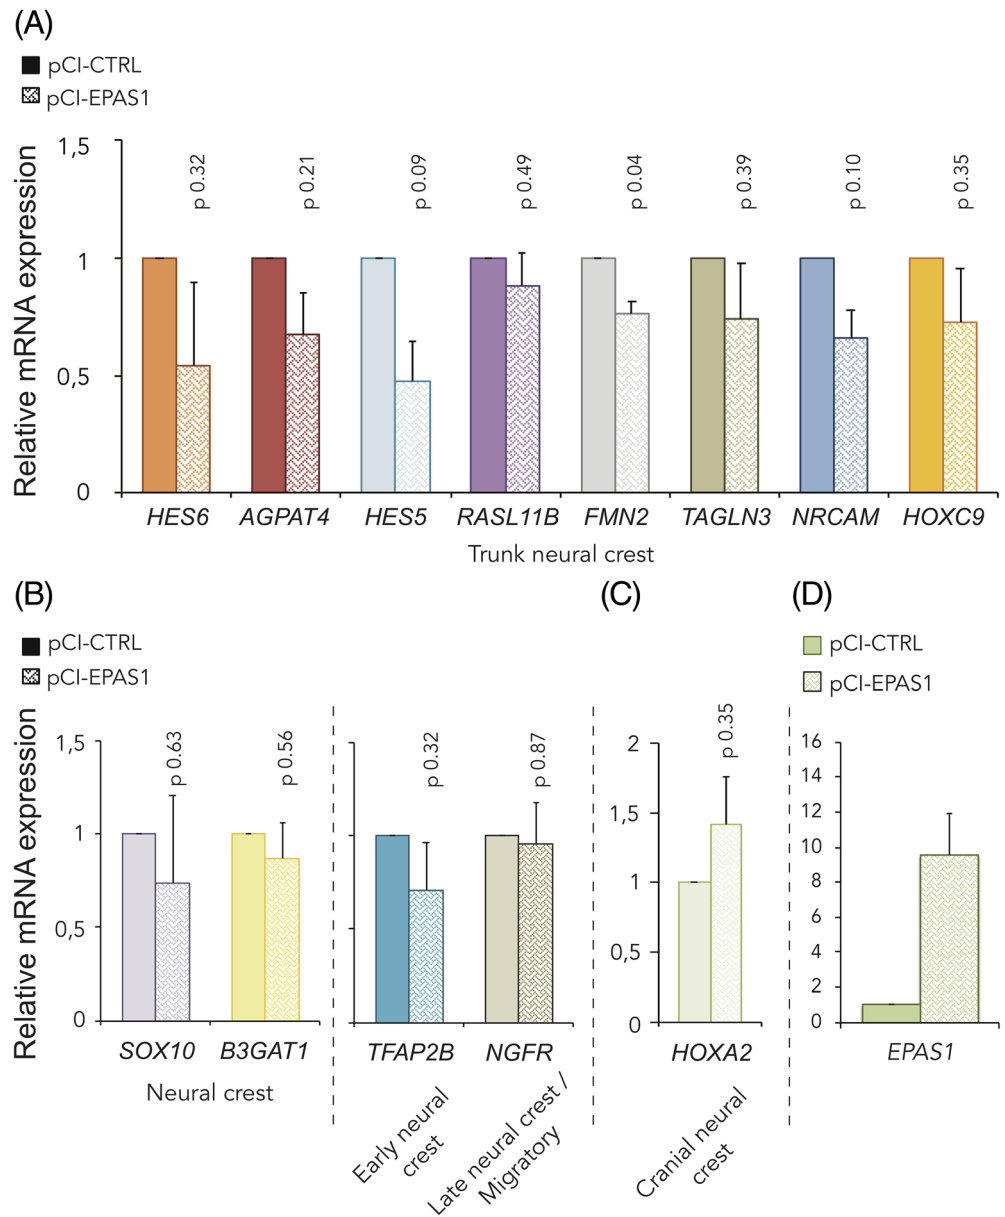 (A)
pCI-CTRL
pCI-EPAS1
Relative mRNA expression
1,5
1
0,5
0
p 0.32
p 0.21
p 0.09
p 0.49
p 0.04
p 0.39
p 0.10
p 0.35
HES6 AGPAT4 HES5 RASL11B FMN2 TAGLN3 NRCAM HOXC9
Trunk neural crest
(B)
pCI-CTRL
pCI-EPAS1
Relative mRNA expression
1,5
1
0,5
0
p 0.63
p 0.56
SOX10 B3GAT1
Neural crest
p 0.32
p 0.87
TFAP2B NGFR
Early neural
crest
Late neural crest /
Migratory
(C)
2
1,5
1
0,5
0
p 0.35
HOXA2
Cranial neural
crest
(D)
pCI-CTRL
pCI-EPAS1
16
14
12
10
8
6
4
2
0
EPAS1